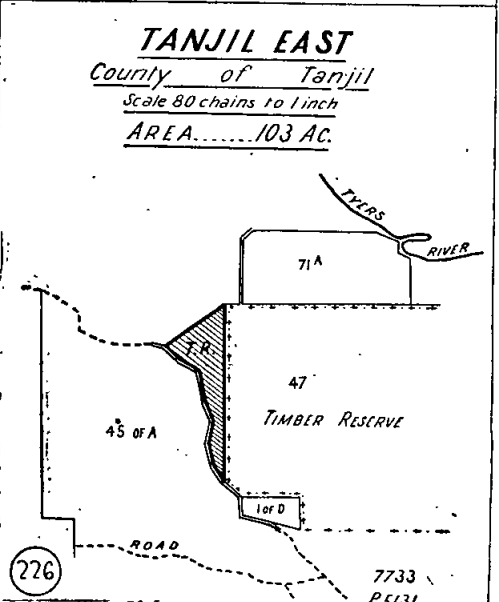 TANJIL EAST
County of Tanjil
Scale 80 chains to 1 inch
AREA.......103 AC.
TYERS
RIVER
71A
T.R.
47
TIMBER RESERVE
45 OF A
1 OF D
ROAD
226
7733